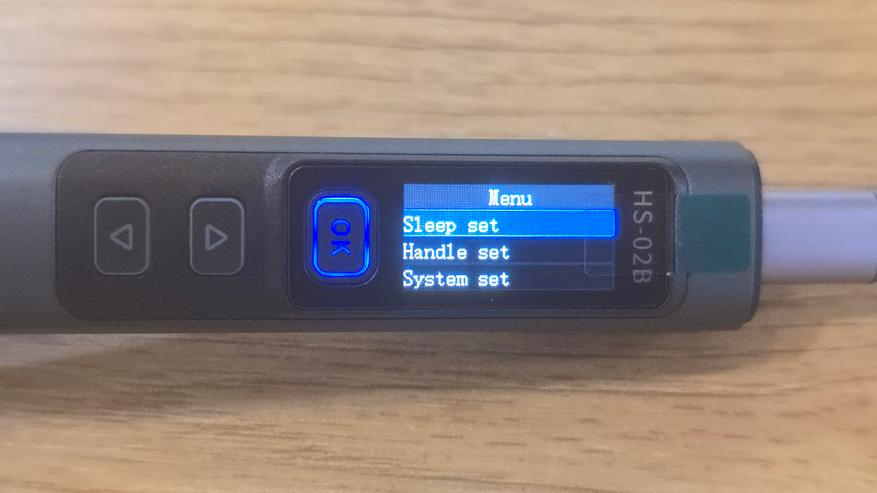 OK
Menu
Sleep set
Handle set
System set
HS-02B